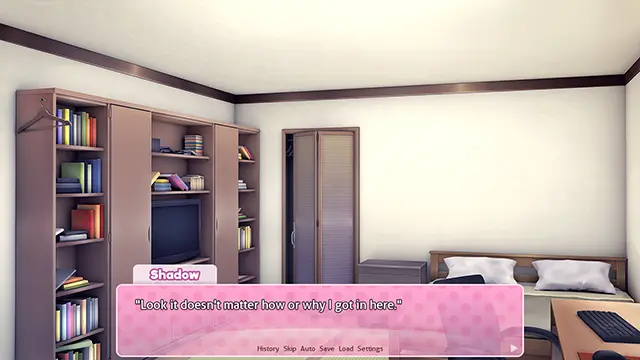 Shadow
"Look it doesn't matter how or why I got in here."
History Skip Auto Save Load Settings